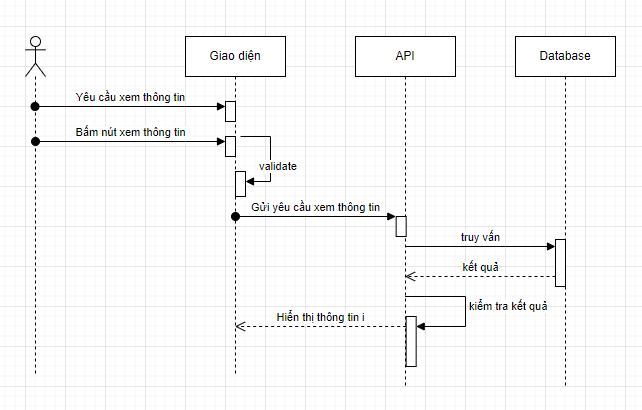 Giao diện
API
Database
Yêu cầu xem thông tin
Bấm nút xem thông tin
validate
Gửi yêu cầu xem thông tin
truy vấn
kết quả
kiểm tra kết quả
Hiển thị thông tin i